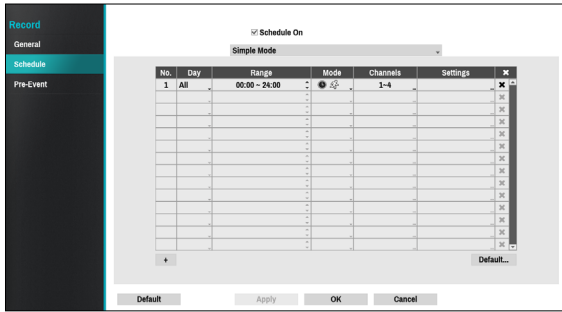 Record
General
Schedule
Pre-Event
Schedule On
Simple Mode
No. Day Range Mode Channels Settings
1 All 00:00 ~ 24:00 1~4
+ Default...
Default Apply OK Cancel